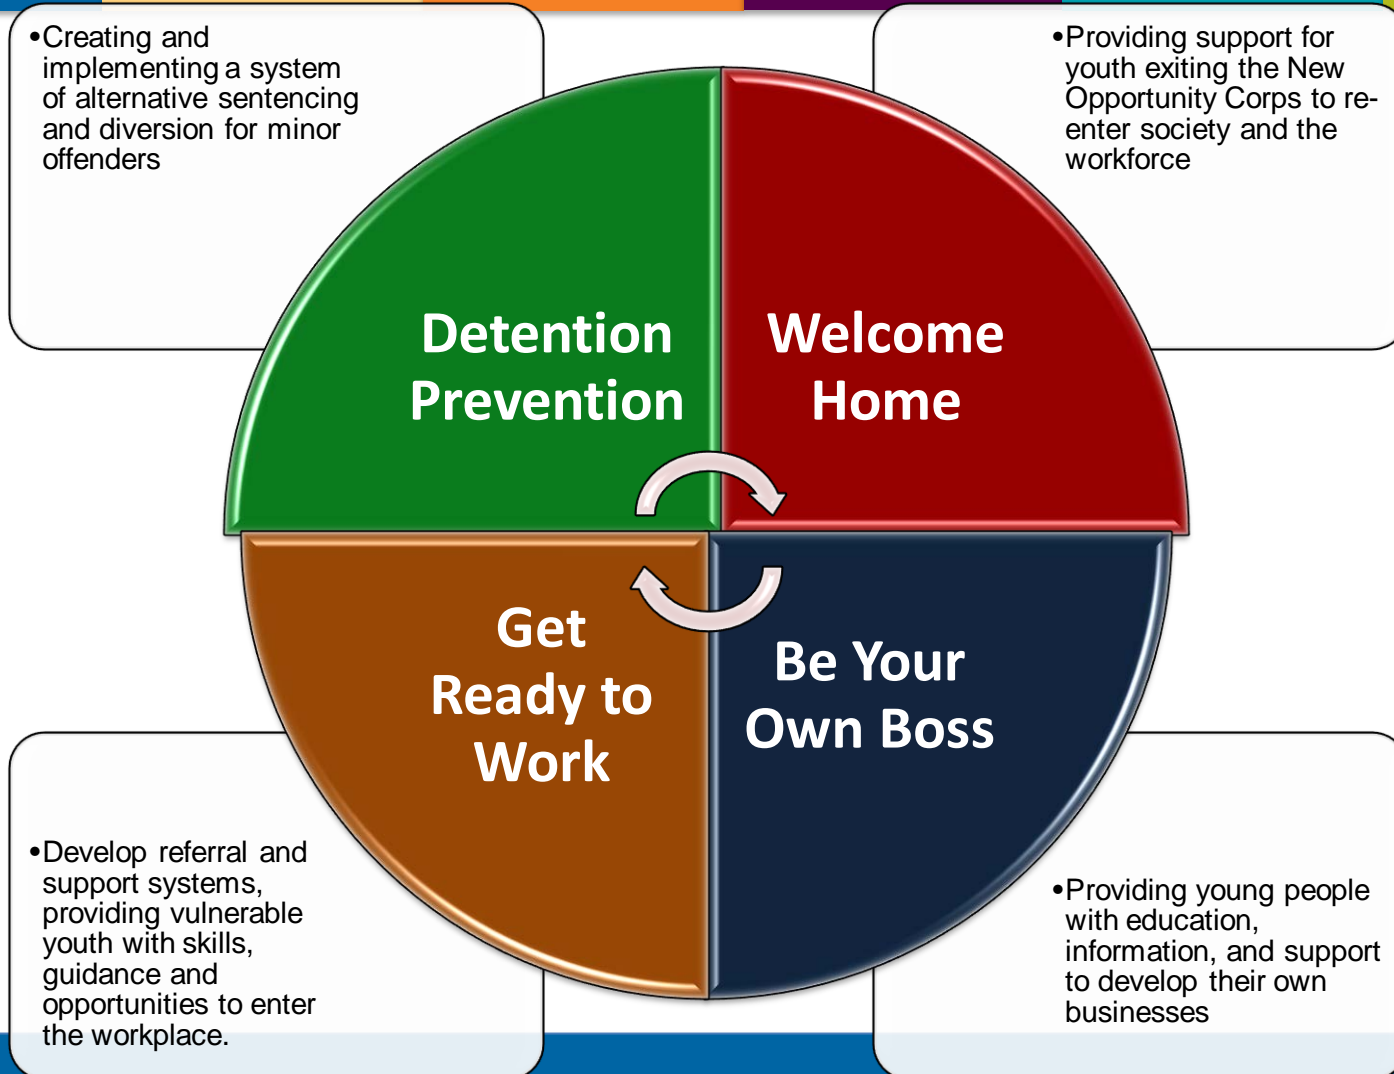 •Creating and
implementing a system
of alternative sentencing
and diversion for minor
offenders
•Providing support for
youth exiting the New
Opportunity Corps to re-
enter society and the
workforce
Detention
Prevention
Welcome
Home
Get
Ready to
Work
Be Your
Own Boss
•Develop referral and
support systems,
providing vulnerable
youth with skills,
guidance and
opportunities to enter
the workplace.
•Providing young people
with education,
information, and support
to develop their own
businesses